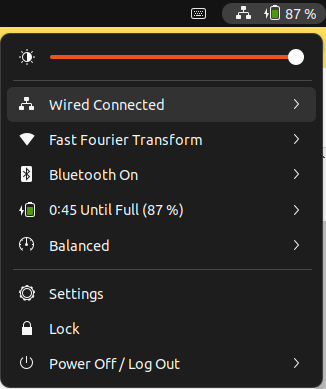 87 %
Wired Connected
Fast Fourier Transform
Bluetooth On
0:45 Until Full (87 %)
Balanced
Settings
Lock
Power Off / Log Out